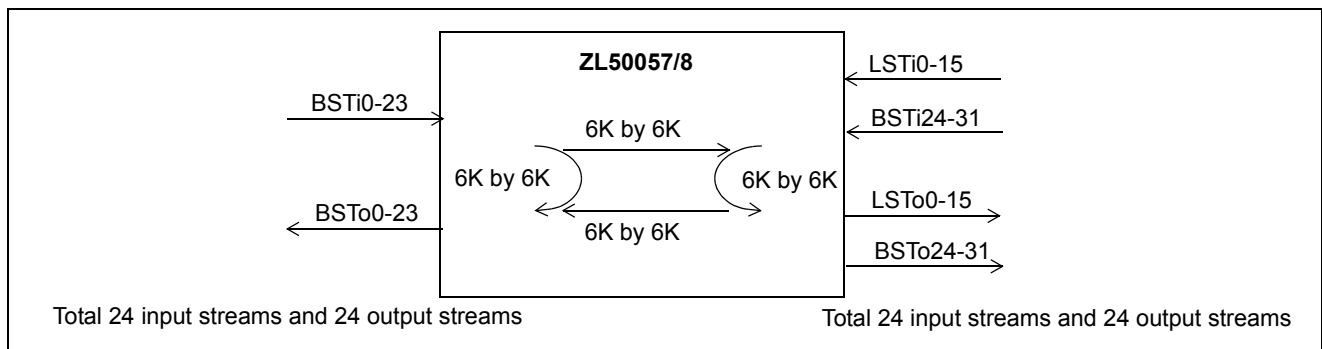 ZL50057/8
LSTi0-15
BSTi0-23
BSTi24-31
6K by 6K
6K by 6K
6K by 6K
BSTo0-23
LSTo0-15
6K by 6K
BSTo24-31
Total 24 input streams and 24 output streams
Total 24 input streams and 24 output streams